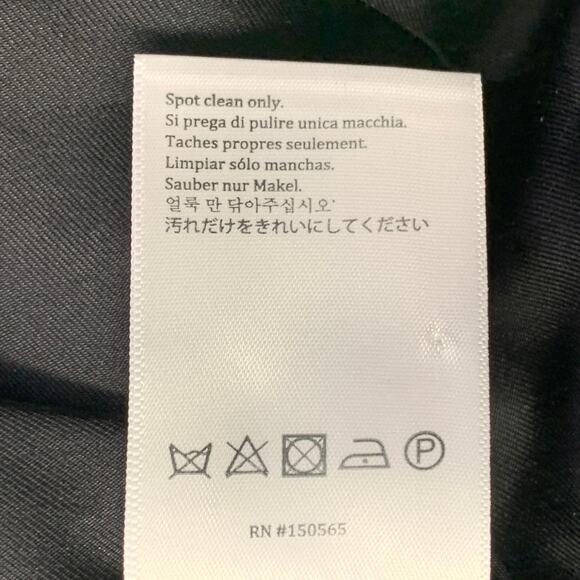 Spot clean only.
Si prega di pulire unica macchia.
Taches propres seulement.
Limpiar sólo manchas.
Sauber nur Makel.
얼룩 만 닦아주십시오
汚れだけをきれいにしてください
P
RN #150565